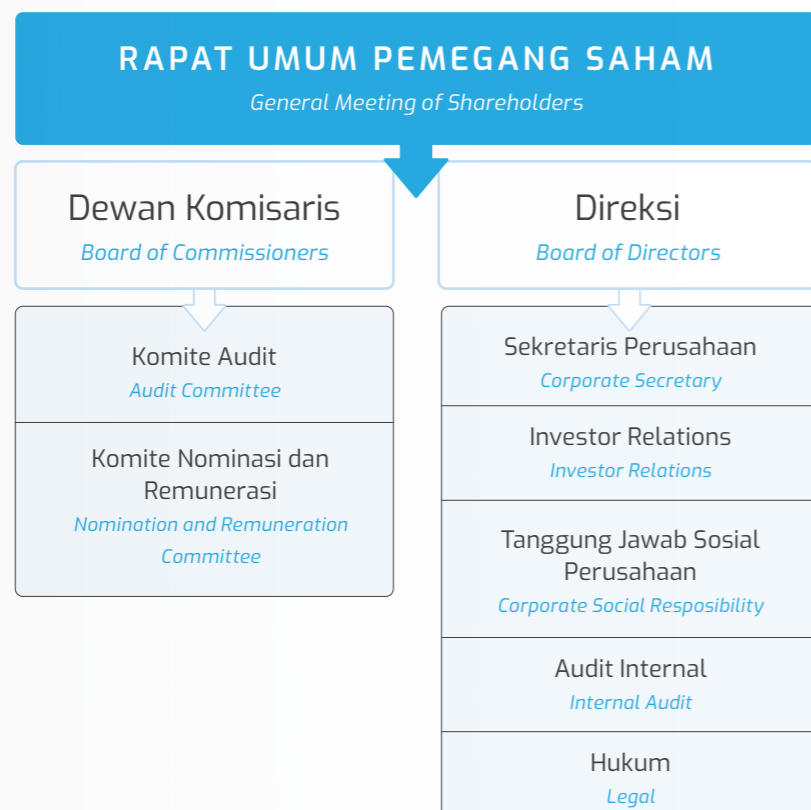 RAPAT UMUM PEMEGANG SAHAM
General Meeting of Shareholders
Dewan Komisaris
Board of Commissioners
Komite Audit
Audit Committee
Komite Nominasi dan
Remunerasi
Nomination and Remuneration
Committee
Direksi
Board of Directors
Sekretaris Perusahaan
Corporate Secretary
Investor Relations
Investor Relations
Tanggung Jawab Sosial
Perusahaan
Corporate Social Resposibility
Audit Internal
Internal Audit
Hukum
Legal